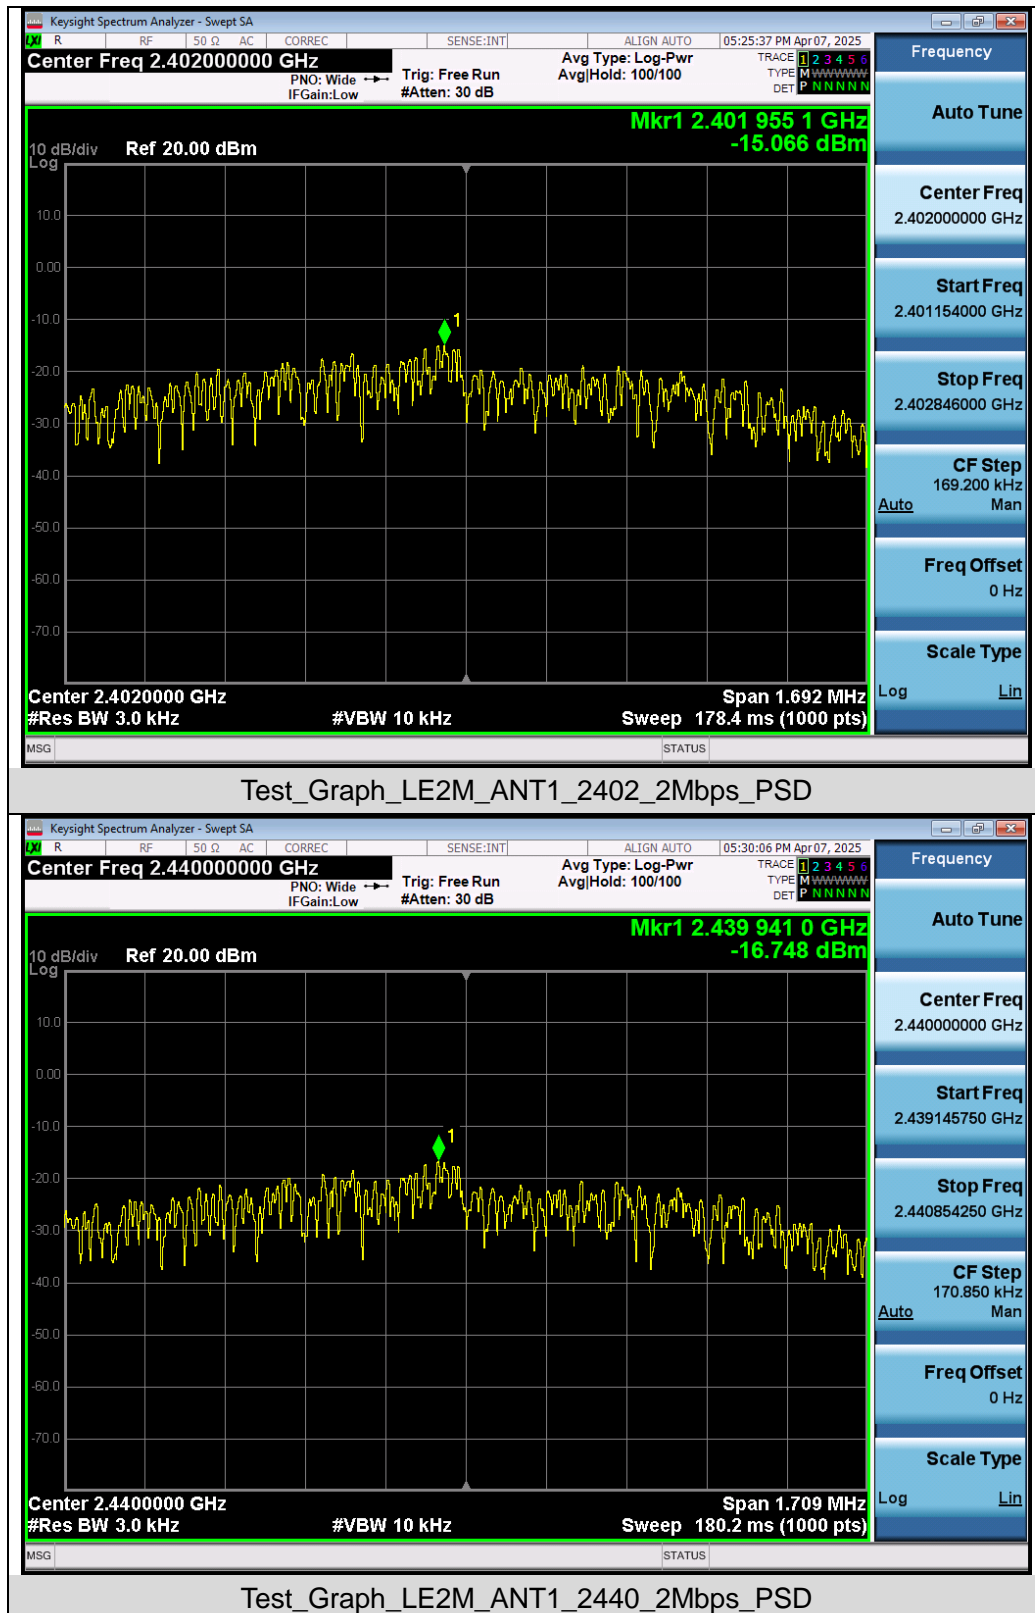 Keysight Spectrum Analyzer - Swept SA
LXI R RF 50 Ω AC CORREC SENSE:INT ALIGN AUTO 05:25:37 PM Apr 07, 2025
Center Freq 2.402000000 GHz
PNO: Wide
IFGain:Low
Trig: Free Run
#Atten: 30 dB
Avg Type: Log-Pwr
Avg|Hold: 100/100
TRACE 1 2 3 4 5 6
TYPE M W W W W W
DET P N N N N N
Mkr1 2.401 955 1 GHz
-15.066 dBm
10 dB/div Ref 20.00 dBm
Log
10.0
0.00
-10.0
1
-20.0
-30.0
-40.0
-50.0
-60.0
-70.0
Center 2.4020000 GHz Span 1.692 MHz
#Res BW 3.0 kHz #VBW 10 kHz Sweep 178.4 ms (1000 pts)
MSG STATUS
Frequency
Auto Tune
Center Freq
2.402000000 GHz
Start Freq
2.401154000 GHz
Stop Freq
2.402846000 GHz
CF Step
169.200 kHz
Auto Man
Freq Offset
0 Hz
Scale Type
Log Lin
Test_Graph_LE2M_ANT1_2402_2Mbps_PSD
Keysight Spectrum Analyzer - Swept SA
LXI R RF 50 Ω AC CORREC SENSE:INT ALIGN AUTO 05:30:06 PM Apr 07, 2025
Center Freq 2.440000000 GHz
PNO: Wide
IFGain:Low
Trig: Free Run
#Atten: 30 dB
Avg Type: Log-Pwr
Avg|Hold: 100/100
TRACE 1 2 3 4 5 6
TYPE M W W W W W
DET P N N N N N
Mkr1 2.439 941 0 GHz
-16.748 dBm
10 dB/div Ref 20.00 dBm
Log
10.0
0.00
-10.0
1
-20.0
-30.0
-40.0
-50.0
-60.0
-70.0
Center 2.4400000 GHz Span 1.709 MHz
#Res BW 3.0 kHz #VBW 10 kHz Sweep 180.2 ms (1000 pts)
MSG STATUS
Frequency
Auto Tune
Center Freq
2.440000000 GHz
Start Freq
2.439145750 GHz
Stop Freq
2.440854250 GHz
CF Step
170.850 kHz
Auto Man
Freq Offset
0 Hz
Scale Type
Log Lin
Test_Graph_LE2M_ANT1_2440_2Mbps_PSD